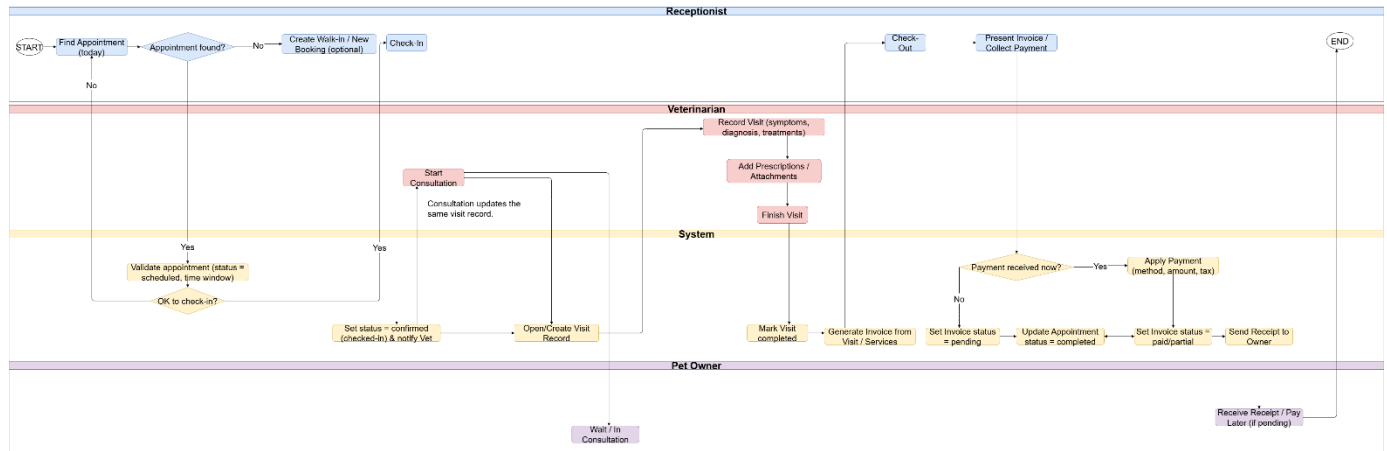 Receptionist
START
Find Appointment
(today)
Appointment found?
No
Create Walk-in / New
Booking (optional)
Check-In
Check-
Out
Present Invoice /
Collect Payment
END
No
Veterinarian
Record Visit (symptoms,
diagnosis, treatments)
Add Prescriptions /
Attachments
Start
Consultation
Consultation updates the
same visit record.
Finish Visit
System
Yes
Yes
Validate appointment (status =
scheduled, time window)
OK to check-in?
Payment received now?
Yes
Apply Payment
(method, amount, tax)
No
Set status = confirmed
(checked-in) & notify Vet
Open/Create Visit
Record
Mark Visit
completed
Generate Invoice from
Visit / Services
Set Invoice status
= pending
Update Appointment
status = completed
Set Invoice status =
paid/partial
Send Receipt to
Owner
Pet Owner
Wait / In
Consultation
Receive Receipt / Pay
Later (if pending)